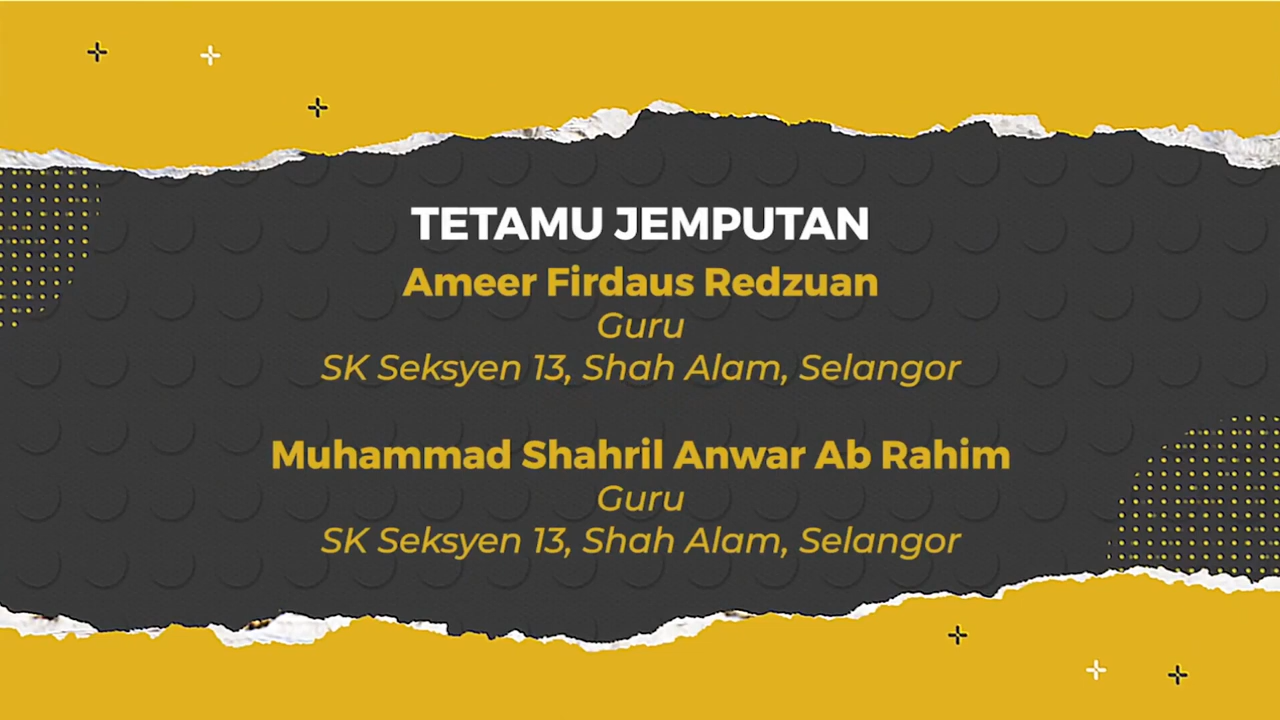 TETAMU JEMPUTAN
Ameer Firdaus Redzuan
Guru
SK Seksyen 13, Shah Alam, Selangor
Muhammad Shahril Anwar Ab Rahim
Guru
SK Seksyen 13, Shah Alam, Selangor